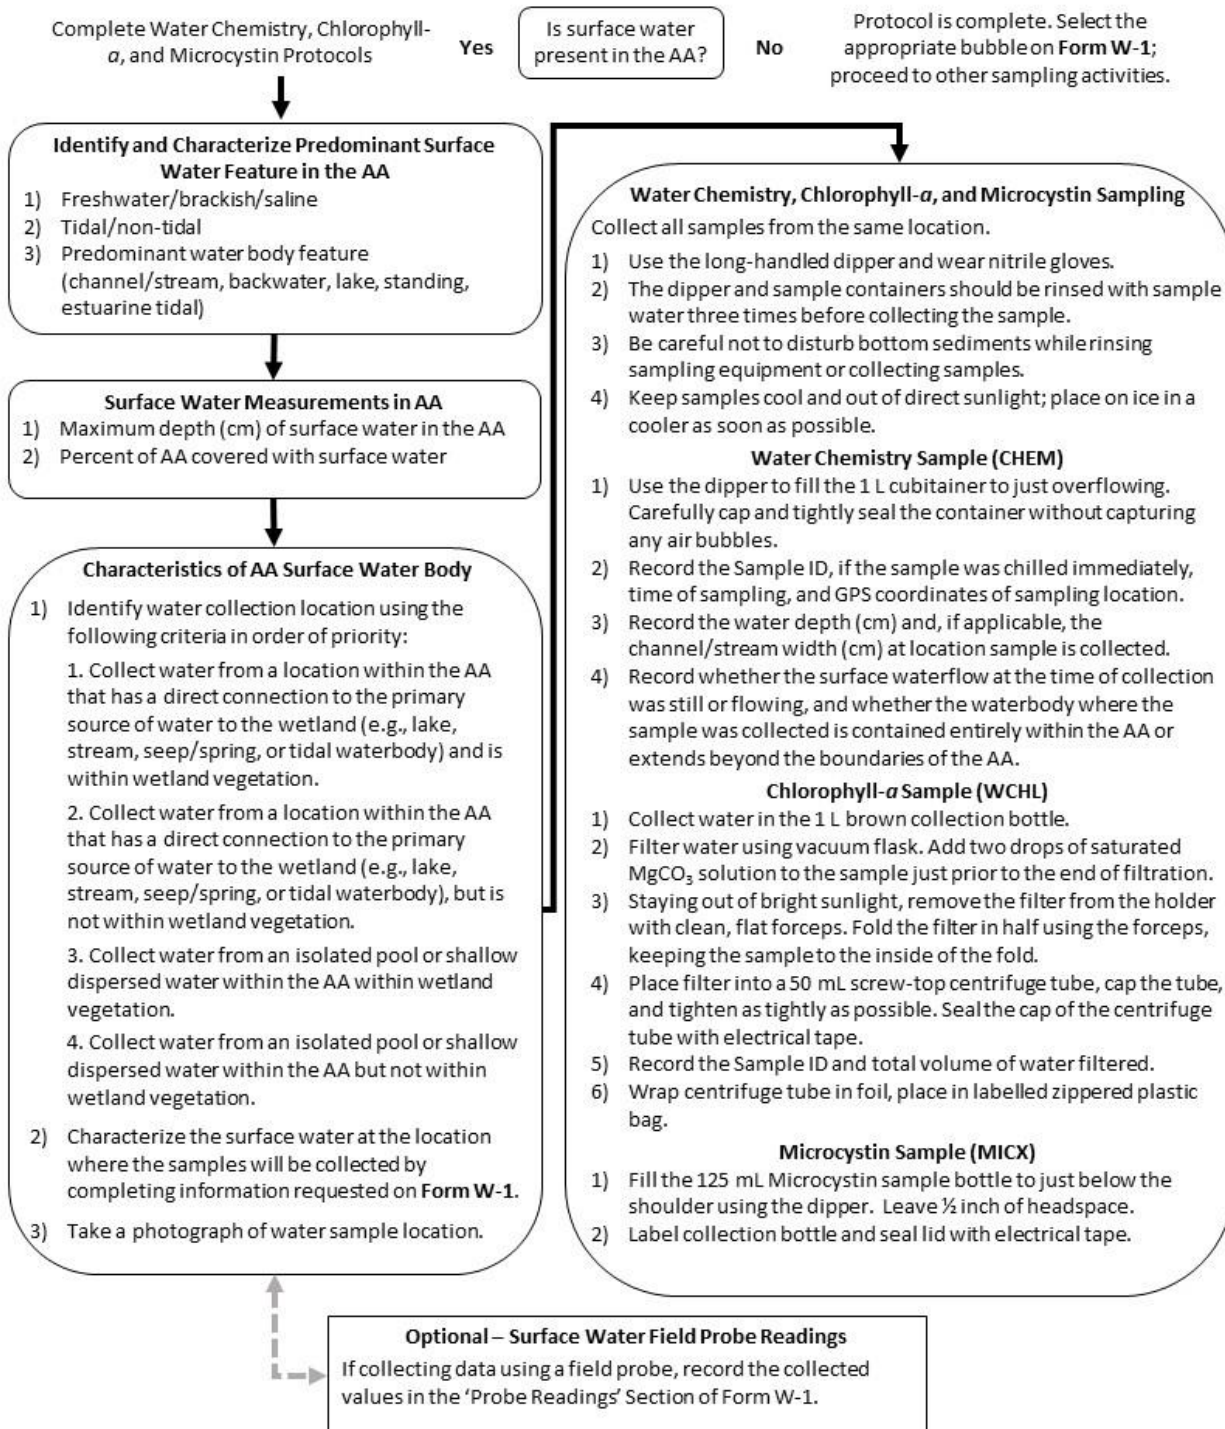 Complete Water Chemistry, Chlorophyll-
a, and Microcystin Protocols
Yes
Is surface water
present in the AA?
No
Protocol is complete. Select the
appropriate bubble on Form W-1;
proceed to other sampling activities.
Identify and Characterize Predominant Surface
Water Feature in the AA
1) Freshwater/brackish/saline
2) Tidal/non-tidal
3) Predominant water body feature
(channel/stream, backwater, lake, standing,
estuarine tidal)
Surface Water Measurements in AA
1) Maximum depth (cm) of surface water in the AA
2) Percent of AA covered with surface water
Characteristics of AA Surface Water Body
1) Identify water collection location using the
following criteria in order of priority:
1. Collect water from a location within the AA
that has a direct connection to the primary
source of water to the wetland (e.g., lake,
stream, seep/spring, or tidal waterbody) and is
within wetland vegetation.
2. Collect water from a location within the AA
that has a direct connection to the primary
source of water to the wetland (e.g., lake,
stream, seep/spring, or tidal waterbody), but is
not within wetland vegetation.
3. Collect water from an isolated pool or shallow
dispersed water within the AA within wetland
vegetation.
4. Collect water from an isolated pool or shallow
dispersed water within the AA but not within
wetland vegetation.
2) Characterize the surface water at the location
where the samples will be collected by
completing information requested on Form W-1.
3) Take a photograph of water sample location.
Water Chemistry, Chlorophyll-a, and Microcystin Sampling
Collect all samples from the same location.
1) Use the long-handled dipper and wear nitrile gloves.
2) The dipper and sample containers should be rinsed with sample
water three times before collecting the sample.
3) Be careful not to disturb bottom sediments while rinsing
sampling equipment or collecting samples.
4) Keep samples cool and out of direct sunlight; place on ice in a
cooler as soon as possible.
Water Chemistry Sample (CHEM)
1) Use the dipper to fill the 1 L cubitainer to just overflowing.
Carefully cap and tightly seal the container without capturing
any air bubbles.
2) Record the Sample ID, if the sample was chilled immediately,
time of sampling, and GPS coordinates of sampling location.
3) Record the water depth (cm) and, if applicable, the
channel/stream width (cm) at location sample is collected.
4) Record whether the surface waterflow at the time of collection
was still or flowing, and whether the waterbody where the
sample was collected is contained entirely within the AA or
extends beyond the boundaries of the AA.
Chlorophyll-a Sample (WCHL)
1) Collect water in the 1 L brown collection bottle.
2) Filter water using vacuum flask. Add two drops of saturated
MgCO₃ solution to the sample just prior to the end of filtration.
3) Staying out of bright sunlight, remove the filter from the holder
with clean, flat forceps. Fold the filter in half using the forceps,
keeping the sample to the inside of the fold.
4) Place filter into a 50 mL screw-top centrifuge tube, cap the tube,
and tighten as tightly as possible. Seal the cap of the centrifuge
tube with electrical tape.
5) Record the Sample ID and total volume of water filtered.
6) Wrap centrifuge tube in foil, place in labelled zippered plastic
bag.
Microcystin Sample (MICX)
1) Fill the 125 mL Microcystin sample bottle to just below the
shoulder using the dipper. Leave ½ inch of headspace.
2) Label collection bottle and seal lid with electrical tape.
Optional – Surface Water Field Probe Readings
If collecting data using a field probe, record the collected
values in the ‘Probe Readings’ Section of Form W-1.